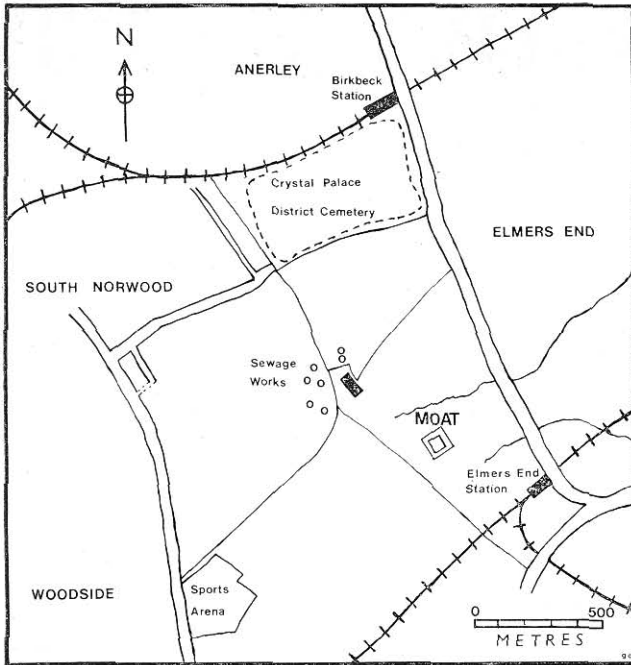 N
ANERLEY
Birkbeck
Station
Crystal Palace
District Cemetery
ELMERS END
SOUTH NORWOOD
Sewage
Works
MOAT
Elmers End
Station
WOODSIDE
Sports
Arena
0 500
METRES